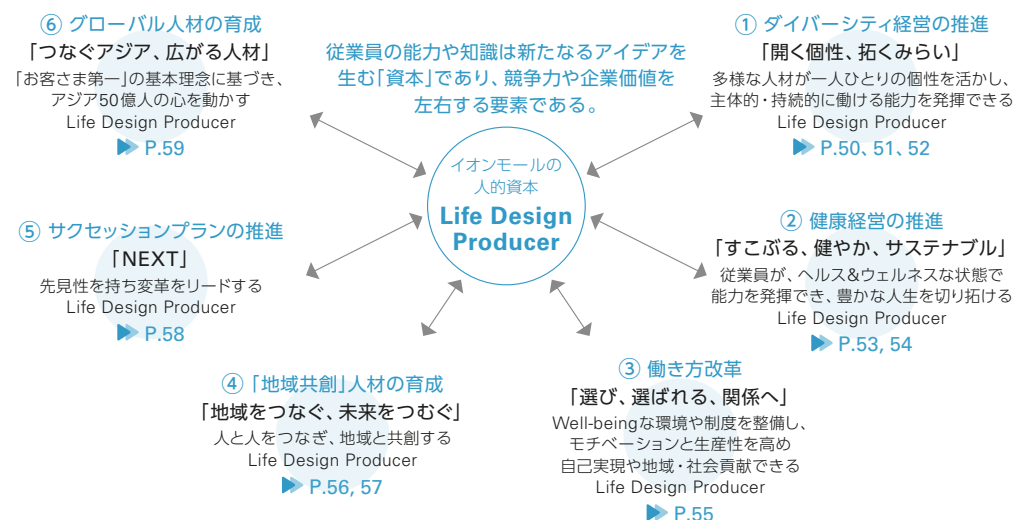 ⑥ グローバル人材の育成
「つなぐアジア、広がる人材」
「お客さま第一」の基本理念に基づき、
アジア50億人の心を動かす
Life Design Producer
P.59
従業員の能力や知識は新たなるアイデアを
生む「資本」であり、競争力や企業価値を
左右する要素である。
① ダイバーシティ経営の推進
「開く個性、拓くみらい」
多様な人材が一人ひとりの個性を活かし、
主体的・持続的に働ける能力を発揮できる
Life Design Producer
P.50、51、52
イオンモールの
人的資本
Life Design
Producer
⑤ サクセッションプランの推進
「NEXT」
先見性を持ち変革をリードする
Life Design Producer
P.58
② 健康経営の推進
「すこぶる、健やか、サステナブル」
従業員が、ヘルス&ウェルネスな状態で
能力を発揮でき、豊かな人生を切り拓ける
Life Design Producer
P.53, 54
④ 「地域共創」人材の育成
「地域をつなぐ、未来をつむぐ」
人と人をつなぎ、地域と共創する
Life Design Producer
P.56, 57
③ 働き方改革
「選び、選ばれる、関係へ」
Well-beingな環境や制度を整備し、
モチベーションと生産性を高め
自己実現や地域・社会貢献できる
Life Design Producer
P.55